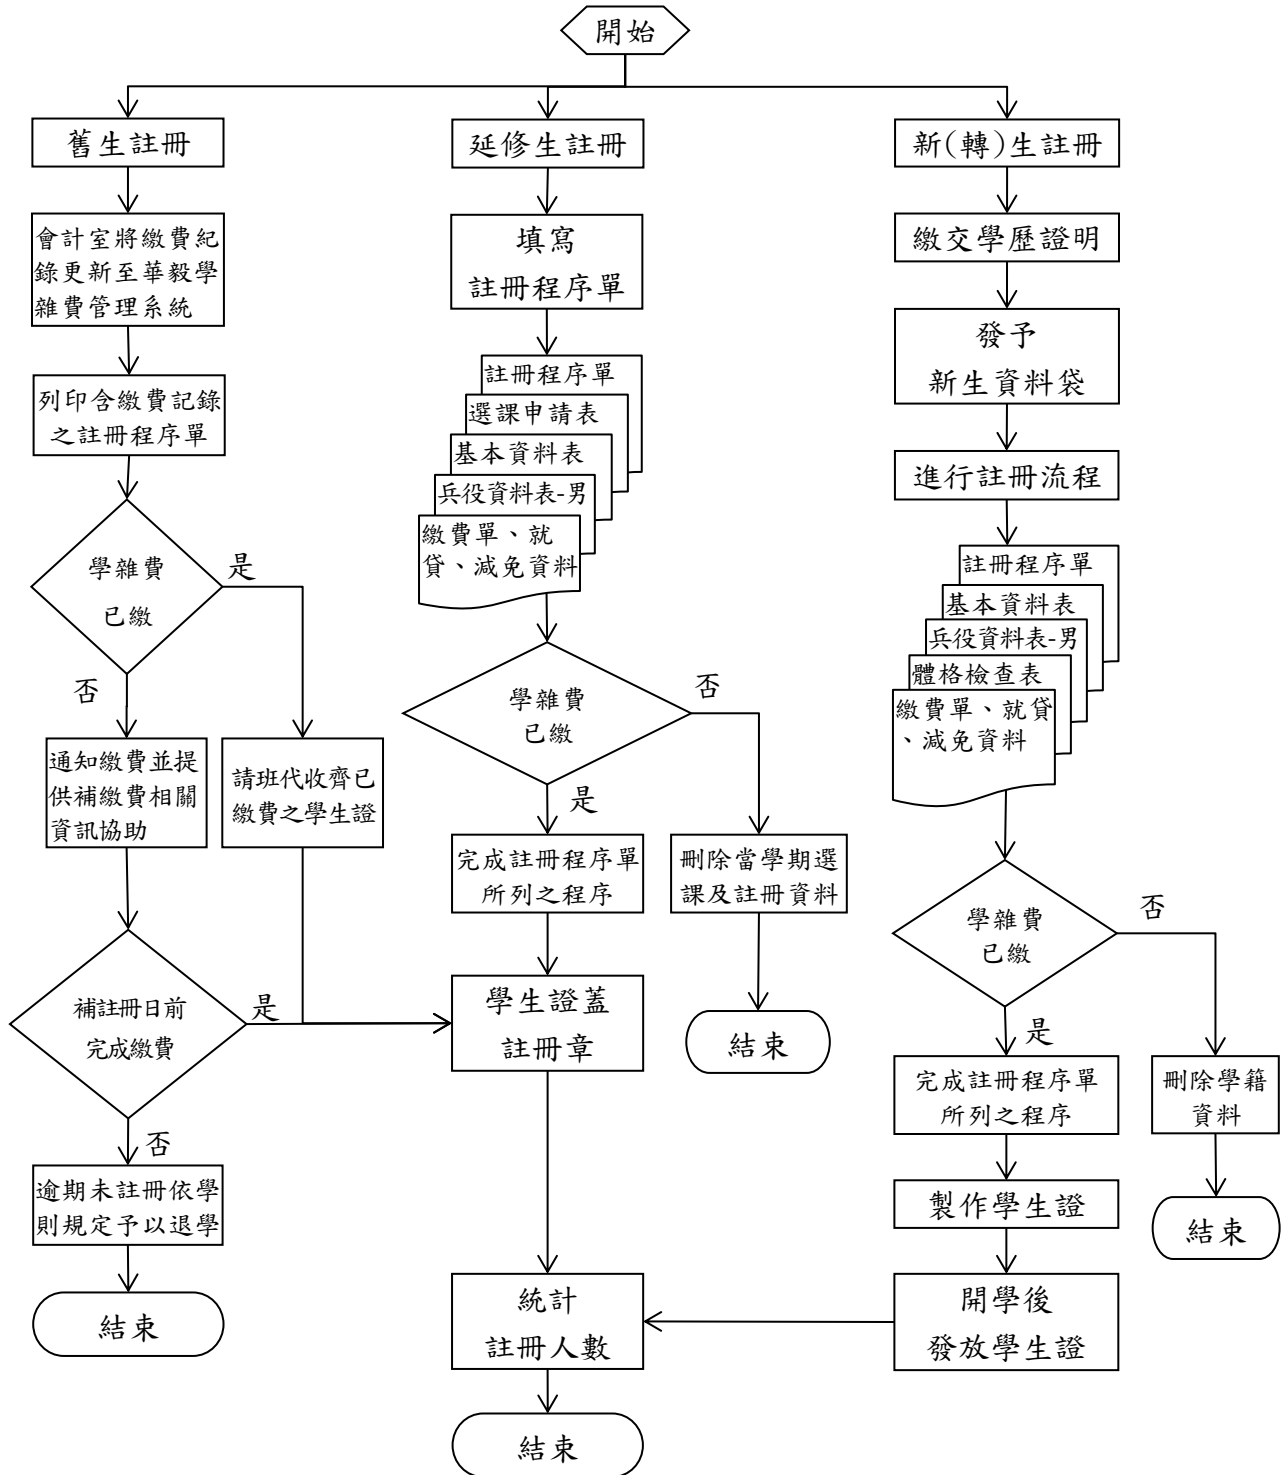 開始
舊生註冊
會計室將繳費紀
錄更新至華毅學
雜費管理系統
列印含繳費記錄
之註冊程序單
學雜費
已繳
是
否
通知繳費並提
供補繳費相關
資訊協助
請班代收齊已
繳費之學生證
補註冊日前
完成繳費
是
否
逾期未註冊依學
則規定予以退學
結束
延修生註冊
填寫
註冊程序單
註冊程序單
選課申請表
基本資料表
兵役資料表-男
繳費單、就
貸、減免資料
學雜費
已繳
否
是
完成註冊程序單
所列之程序
刪除當學期選
課及註冊資料
結束
學生證蓋
註冊章
統計
註冊人數
結束
新(轉)生註冊
繳交學歷證明
發予
新生資料袋
進行註冊流程
註冊程序單
基本資料表
兵役資料表-男
體格檢查表
繳費單、就貸
、減免資料
學雜費
已繳
否
是
完成註冊程序單
所列之程序
刪除學籍
資料
結束
製作學生證
開學後
發放學生證